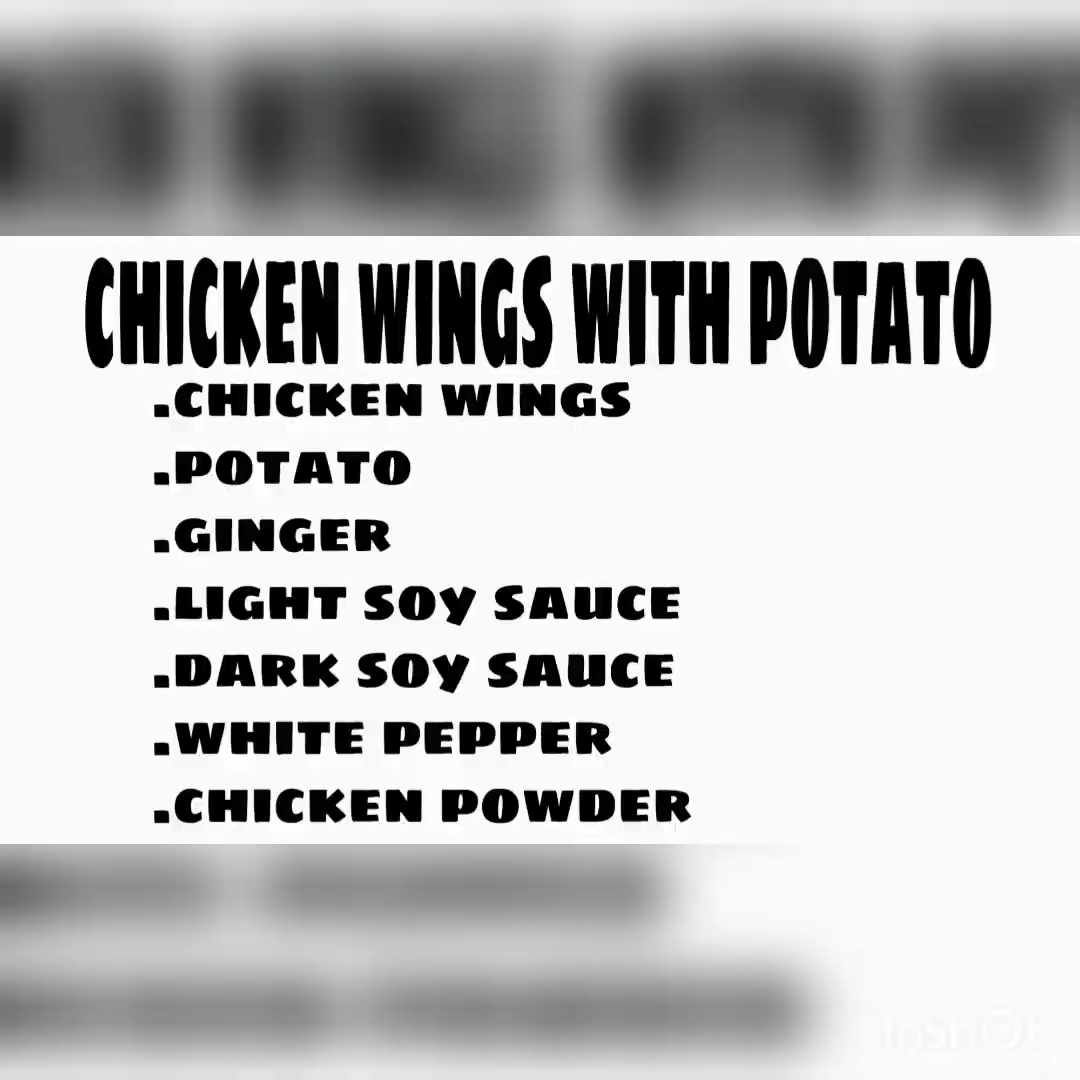 CHICKEN WINGS WITH POTATO
.CHICKEN WINGS
.POTATO
.GINGER
.LIGHT SOY SAUCE
.DARK SOY SAUCE
.WHITE PEPPER
.CHICKEN POWDER
InShOt